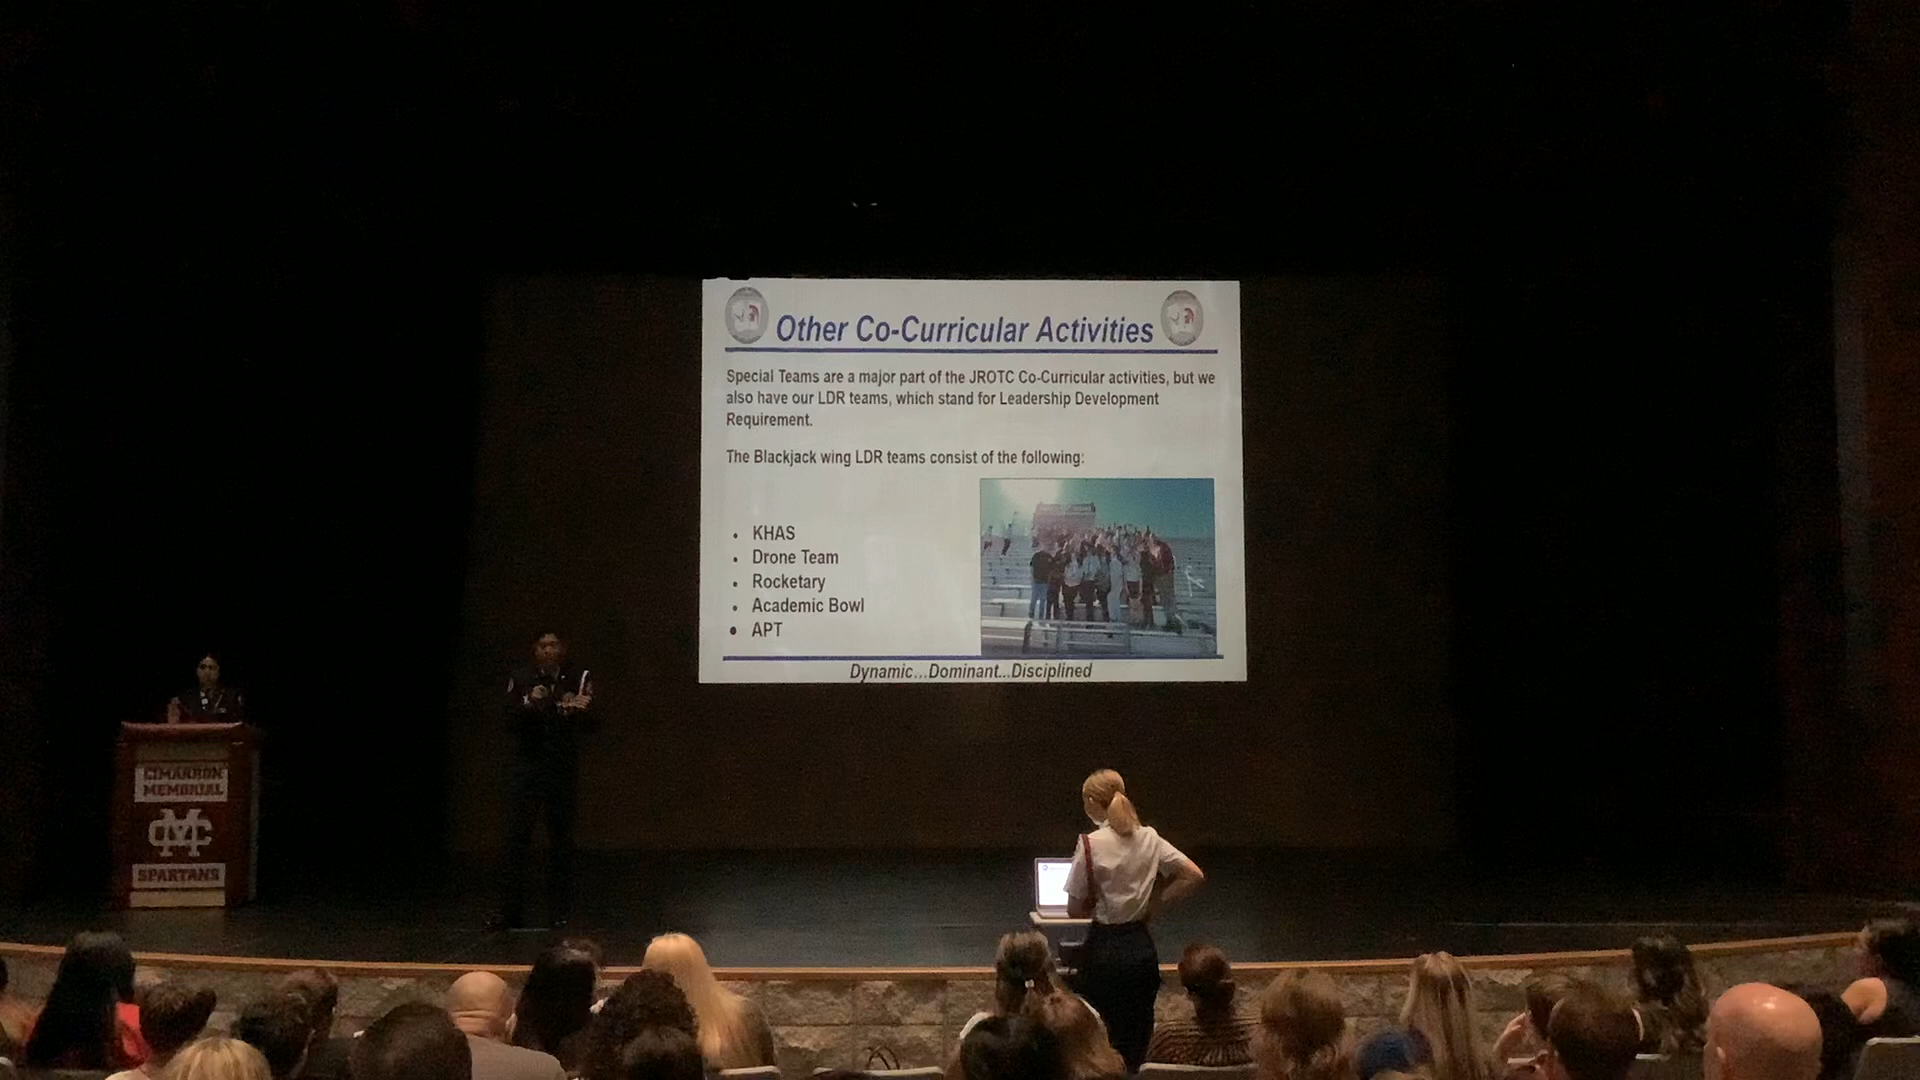 Other Co-Curricular Activities
Special Teams are a major part of the JROTC Co-Curricular activities, but we
also have our LDR teams, which stand for Leadership Development
Requirement.
The Blackjack wing LDR teams consist of the following:
• KHAS
• Drone Team
• Rocketary
• Academic Bowl
• APT
Dynamic...Dominant...Disciplined
CIMARRON
MEMORIAL
CMC
SPARTANS